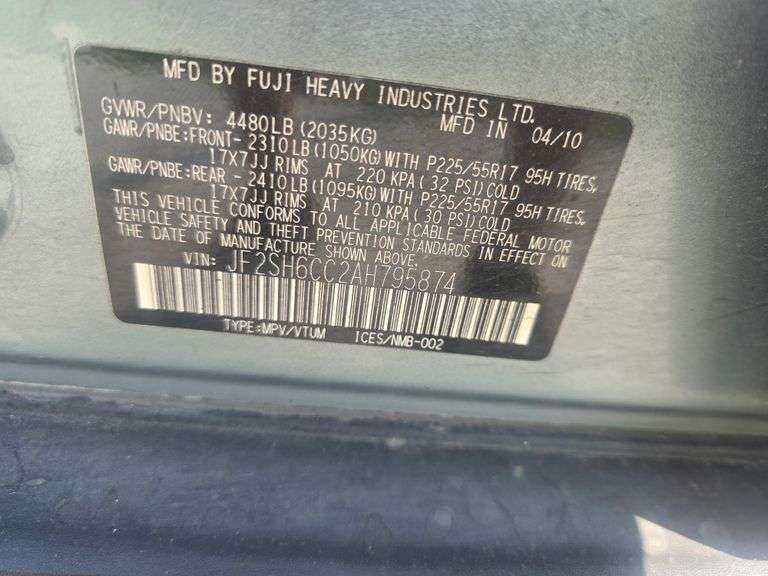 MFD BY FUJI HEAVY INDUSTRIES LTD.
GVWR/PNBV: 4480LB(2035KG) MFD IN 04/10
GAWR/PNBE:FRONT- 2310LB(1050KG)WITH P225/55R17 95H TIRES,
17X7JJ RIMS AT 220 KPA(32 PSI)COLD
GAWR/PNBE:REAR - 2410LB(1095KG)WITH P225/55R17 95H TIRES,
17X7JJ RIMS AT 210 KPA(30 PSI)COLD
THIS VEHICLE CONFORMS TO ALL APPLICABLE FEDERAL MOTOR
VEHICLE SAFETY AND THEFT PREVENTION STANDARDS IN EFFECT ON
THE DATE OF MANUFACTURE SHOWN ABOVE.
VIN: JF2SH6CC2AH795874
TYPE:MPV/VTUM ICES/NMB-002